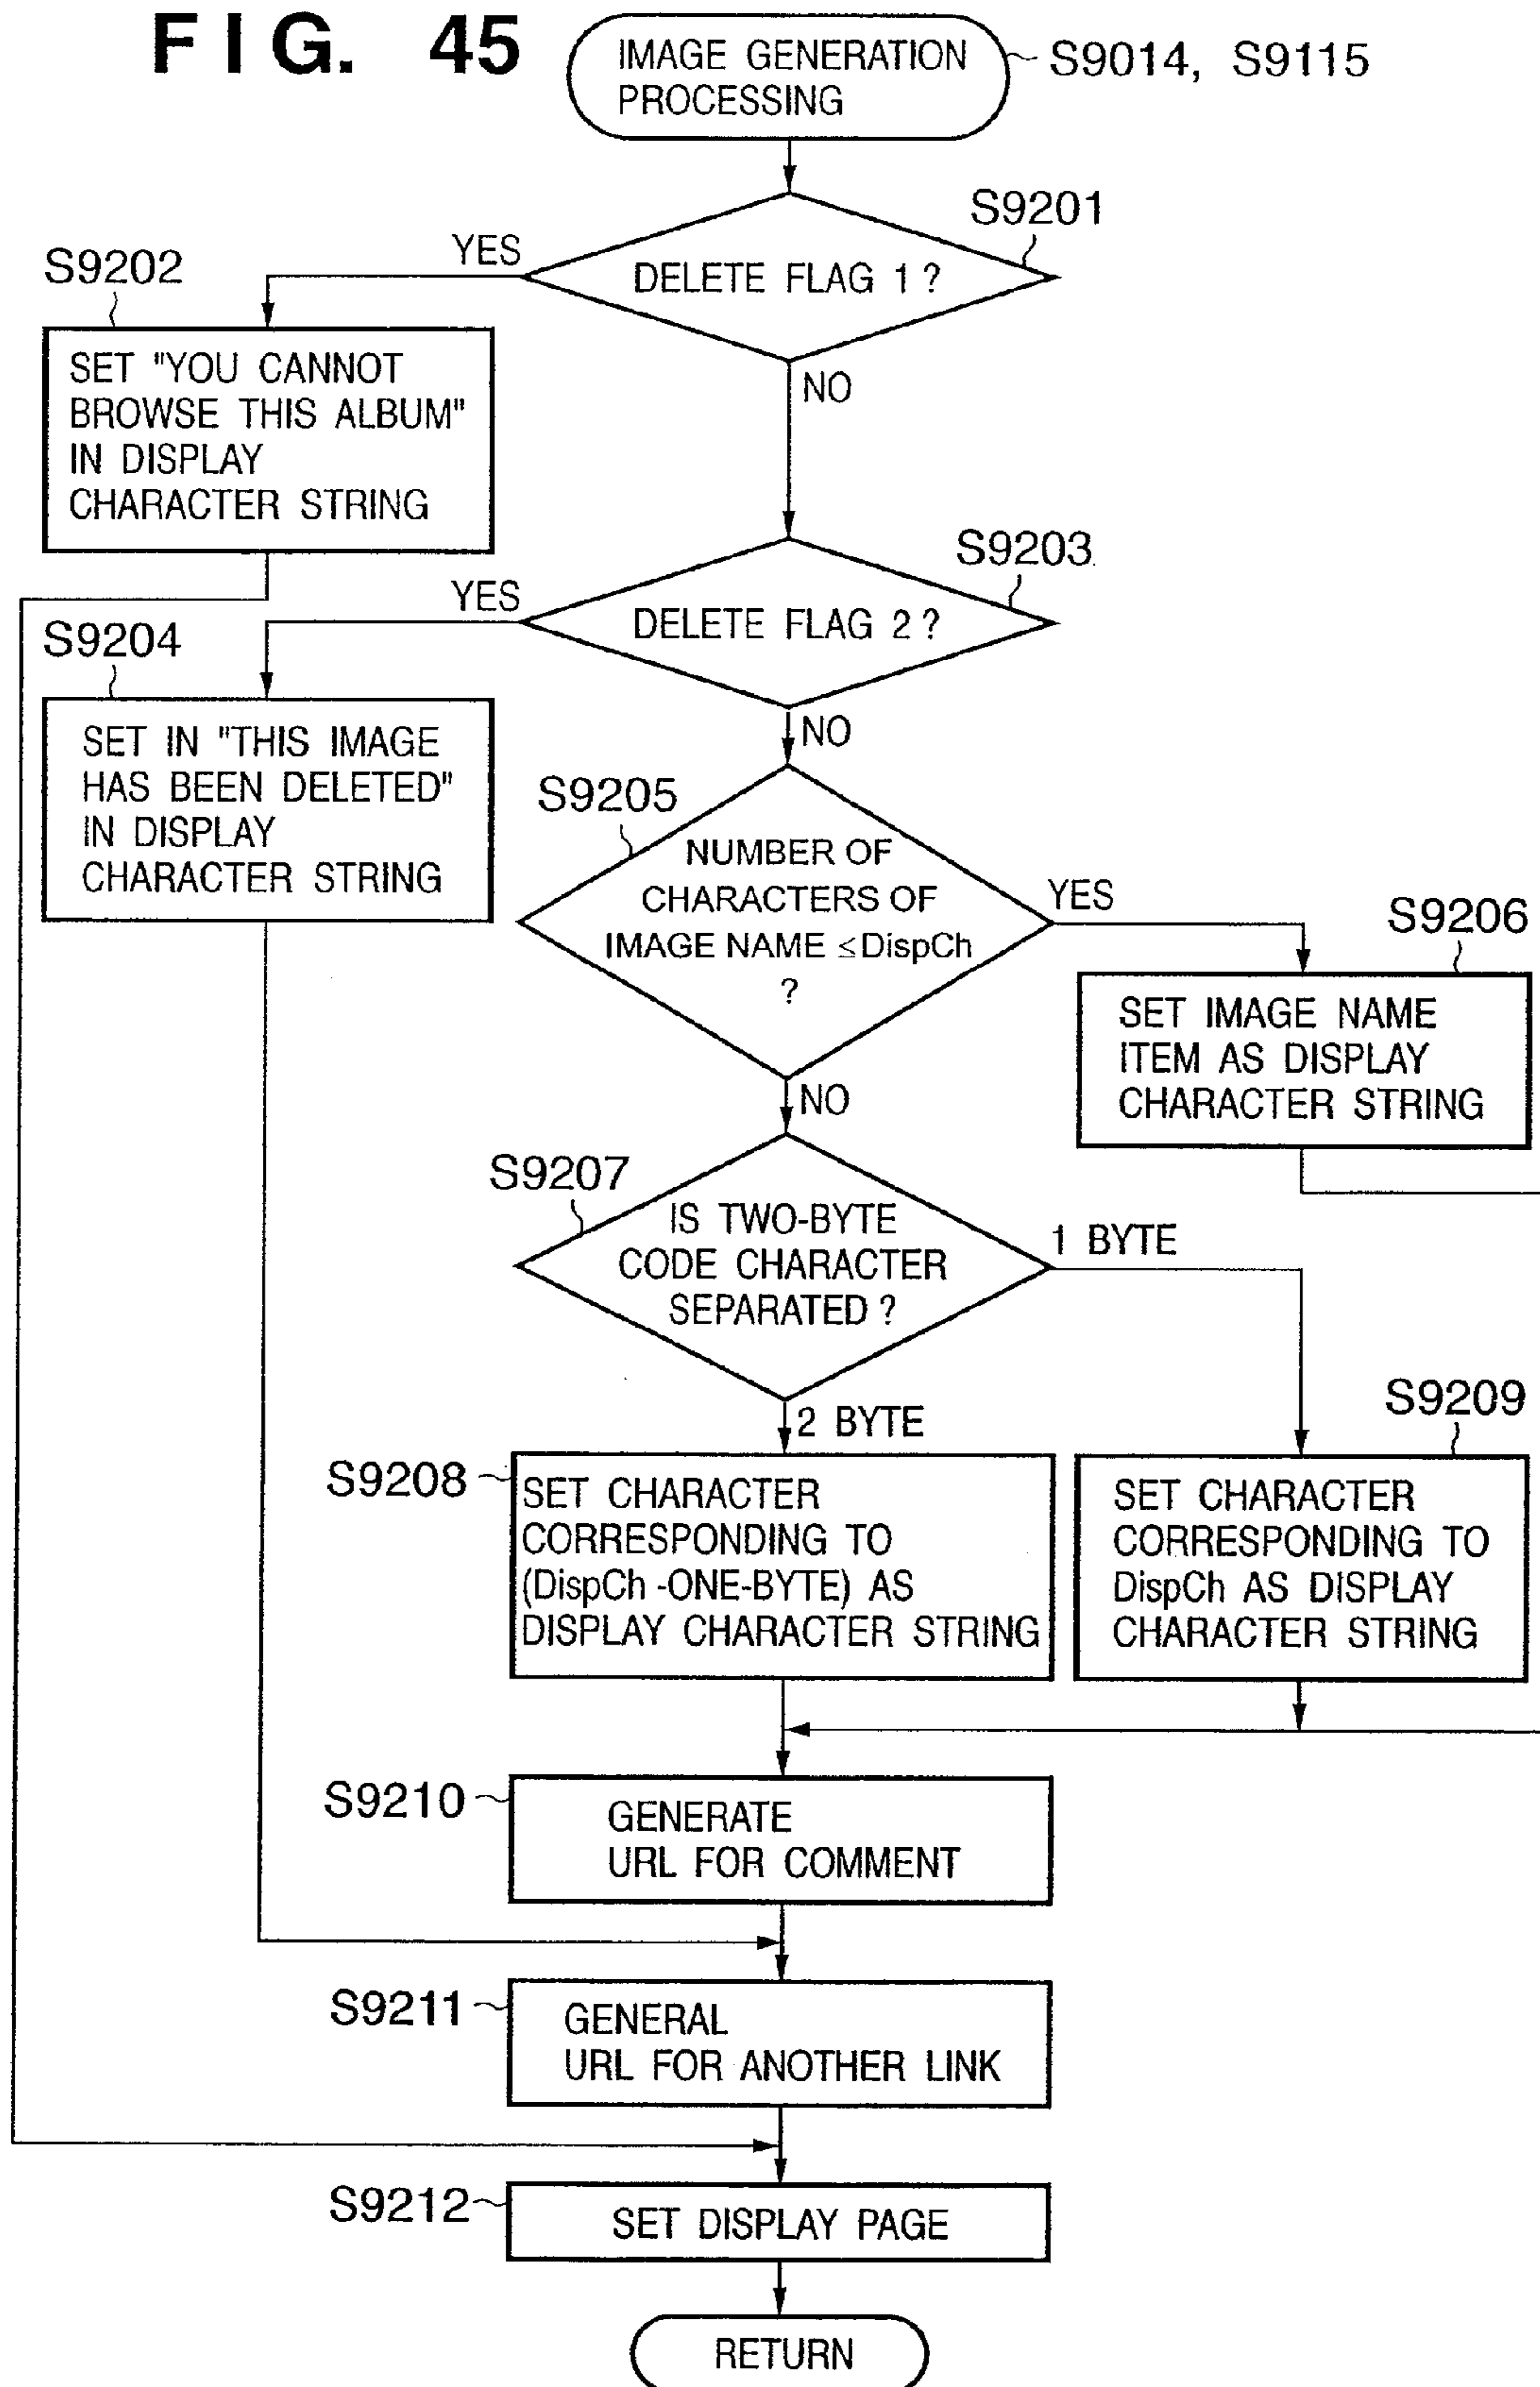 FIG. 45
IMAGE GENERATION
PROCESSING
S9014, S9115
S9201
DELETE FLAG 1 ?
YES
NO
S9202
SET "YOU CANNOT
BROWSE THIS ALBUM"
IN DISPLAY
CHARACTER STRING
S9203
DELETE FLAG 2 ?
YES
NO
S9204
SET IN "THIS IMAGE
HAS BEEN DELETED"
IN DISPLAY
CHARACTER STRING
S9205
NUMBER OF
CHARACTERS OF
IMAGE NAME ≤DispCh
?
YES
NO
S9206
SET IMAGE NAME
ITEM AS DISPLAY
CHARACTER STRING
S9207
IS TWO-BYTE
CODE CHARACTER
SEPARATED ?
1 BYTE
2 BYTE
S9208
SET CHARACTER
CORRESPONDING TO
(DispCh -ONE-BYTE) AS
DISPLAY CHARACTER STRING
S9209
SET CHARACTER
CORRESPONDING TO
DispCh AS DISPLAY
CHARACTER STRING
S9210
GENERATE
URL FOR COMMENT
S9211
GENERAL
URL FOR ANOTHER LINK
S9212
SET DISPLAY PAGE
RETURN